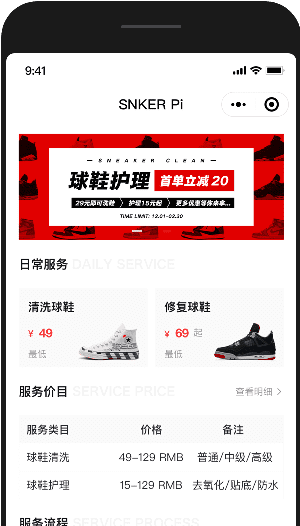 9:41
SNKER Pi
SNEAKER CLEAN
球鞋护理 首单立减 20
29元即可洗鞋 护理15元起 更多优惠等你来拿...
TIME LIMIT: 12.01-02.30
日常服务 DAILY SERVICE
清洗球鞋
¥ 49
最低
修复球鞋
¥ 69 起
最低
服务价目 SERVICE PRICE
查看明细 >
服务类目 价格 备注
球鞋清洗 49-129 RMB 普通/中级/高级
球鞋护理 15-129 RMB 去氧化/贴底/防水
服务流程 SERVICE PROCESS